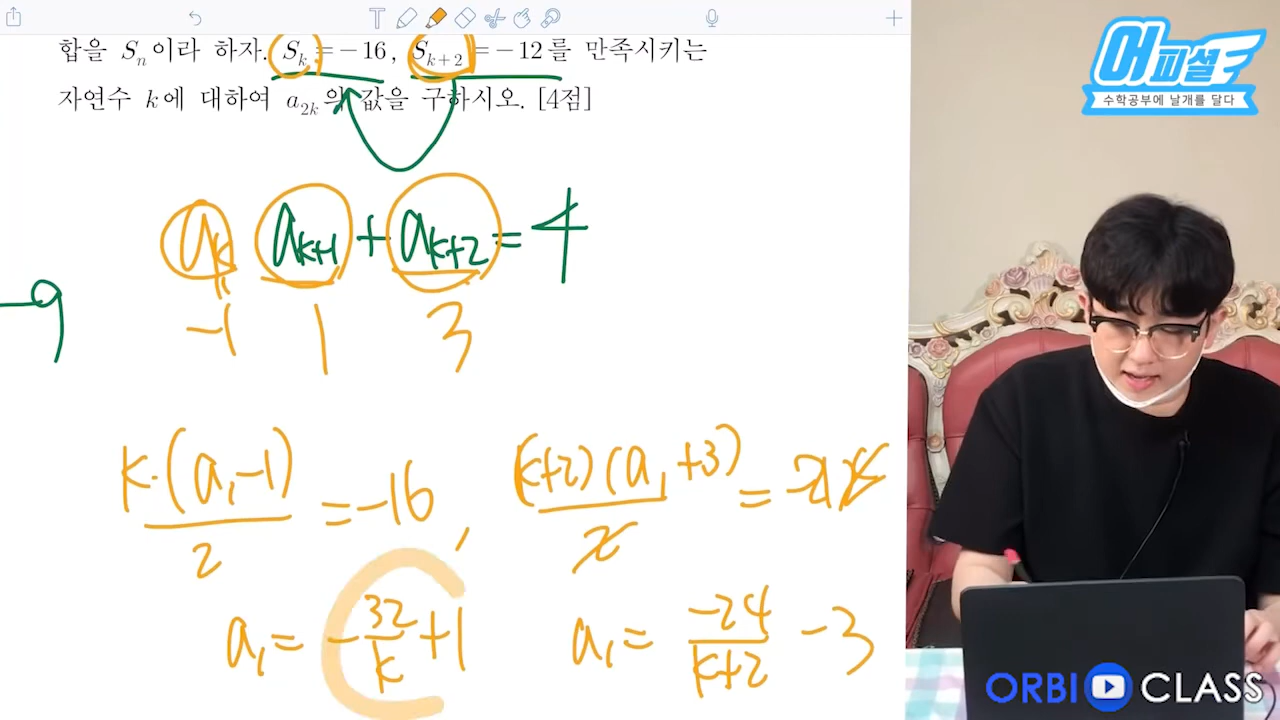 합을 Sₙ이라 하자. Sₖ=−16, Sₖ₊₂=−12를 만족시키는
자연수 k에 대하여 a₂ₖ의 값을 구하시오. [4점]
어피셜
수학공부에 날개를 달다
aₖ aₖ₊₁ + aₖ₊₂ = 4
-9
-1 1 3
k·(a₁-1)/2 = -16, (k+2)(a₁+3)/2 =
a₁ = -32/k +1 a₁ = -24/(k+2) -3
ORBI CLASS